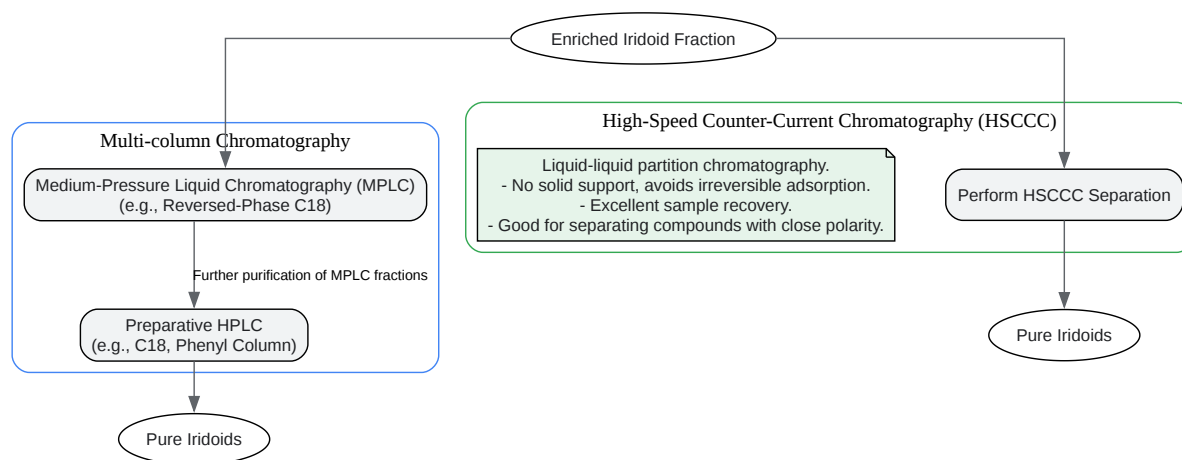 Enriched Iridoid Fraction
Multi-column Chromatography
Medium-Pressure Liquid Chromatography (MPLC)
(e.g., Reversed-Phase C18)
Further purification of MPLC fractions
Preparative HPLC
(e.g., C18, Phenyl Column)
Pure Iridoids
High-Speed Counter-Current Chromatography (HSCCC)
Liquid-liquid partition chromatography.
- No solid support, avoids irreversible adsorption.
- Excellent sample recovery.
- Good for separating compounds with close polarity.
Perform HSCCC Separation
Pure Iridoids